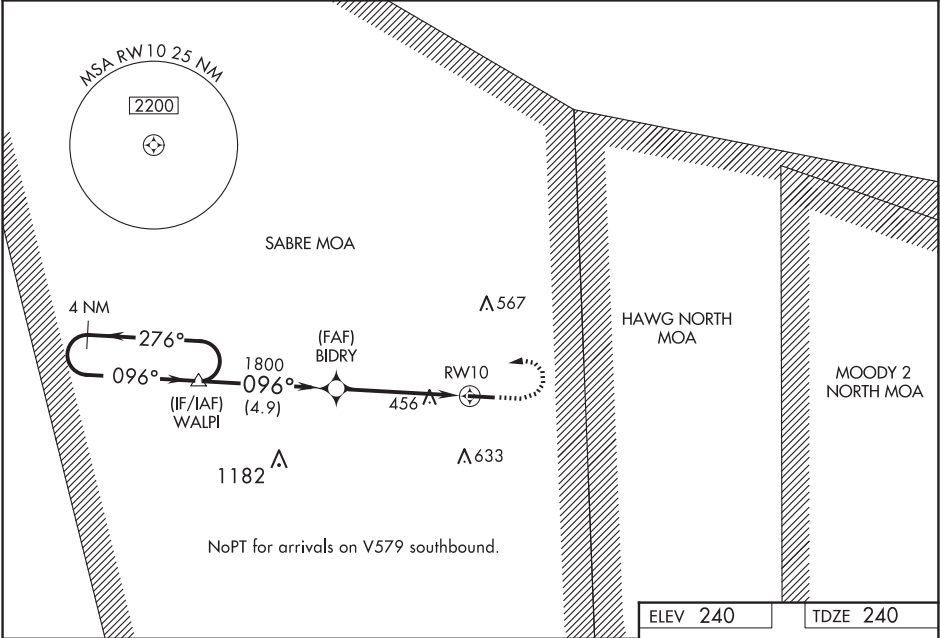 MSA RW10 25 NM
2200
SABRE MOA
4 NM
276°
096°
(IF/IAF)
WALPI
1800
096°
(4.9)
(FAF)
BIDRY
456
RW10
567
633
1182
HAWG NORTH
MOA
MOODY 2
NORTH MOA
NoPT for arrivals on V579 southbound.
ELEV 240
TDZE 240